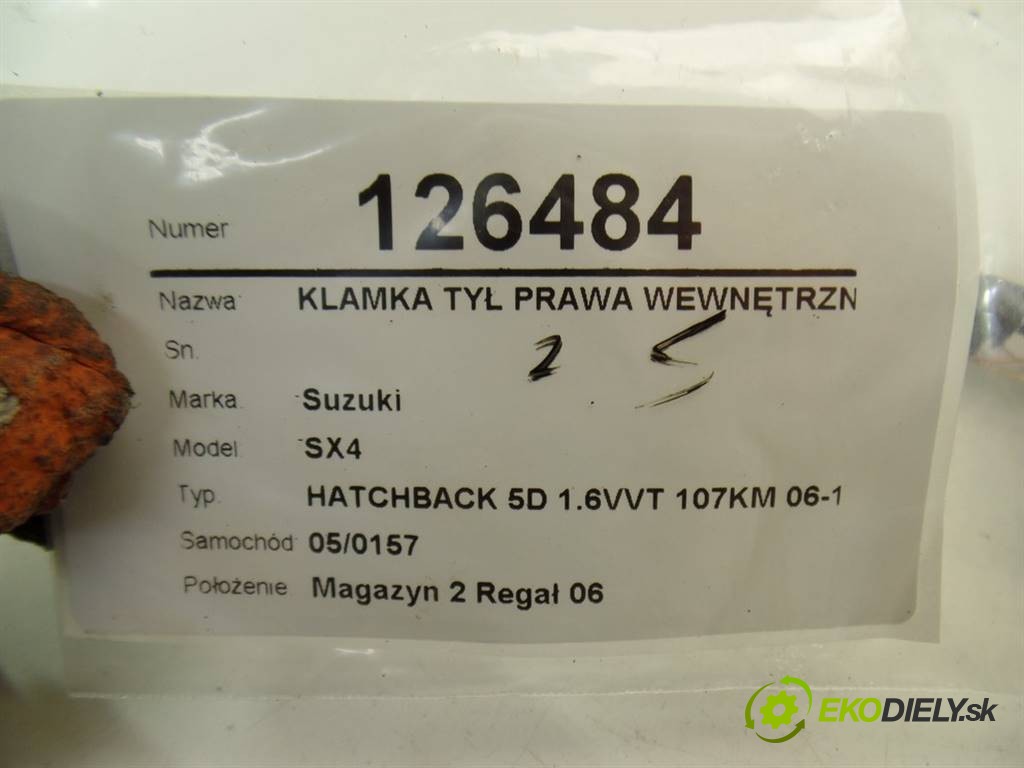 Numer 126484
Nazwa: KLAMKA TYŁ PRAWA WEWNĘTRZN
Sn.
2 5
Marka. Suzuki
Model SX4
Typ. HATCHBACK 5D 1.6VVT 107KM 06-1
Samochód 05/0157
Położenie Magazyn 2 Regał 06
EKODIELY.sk